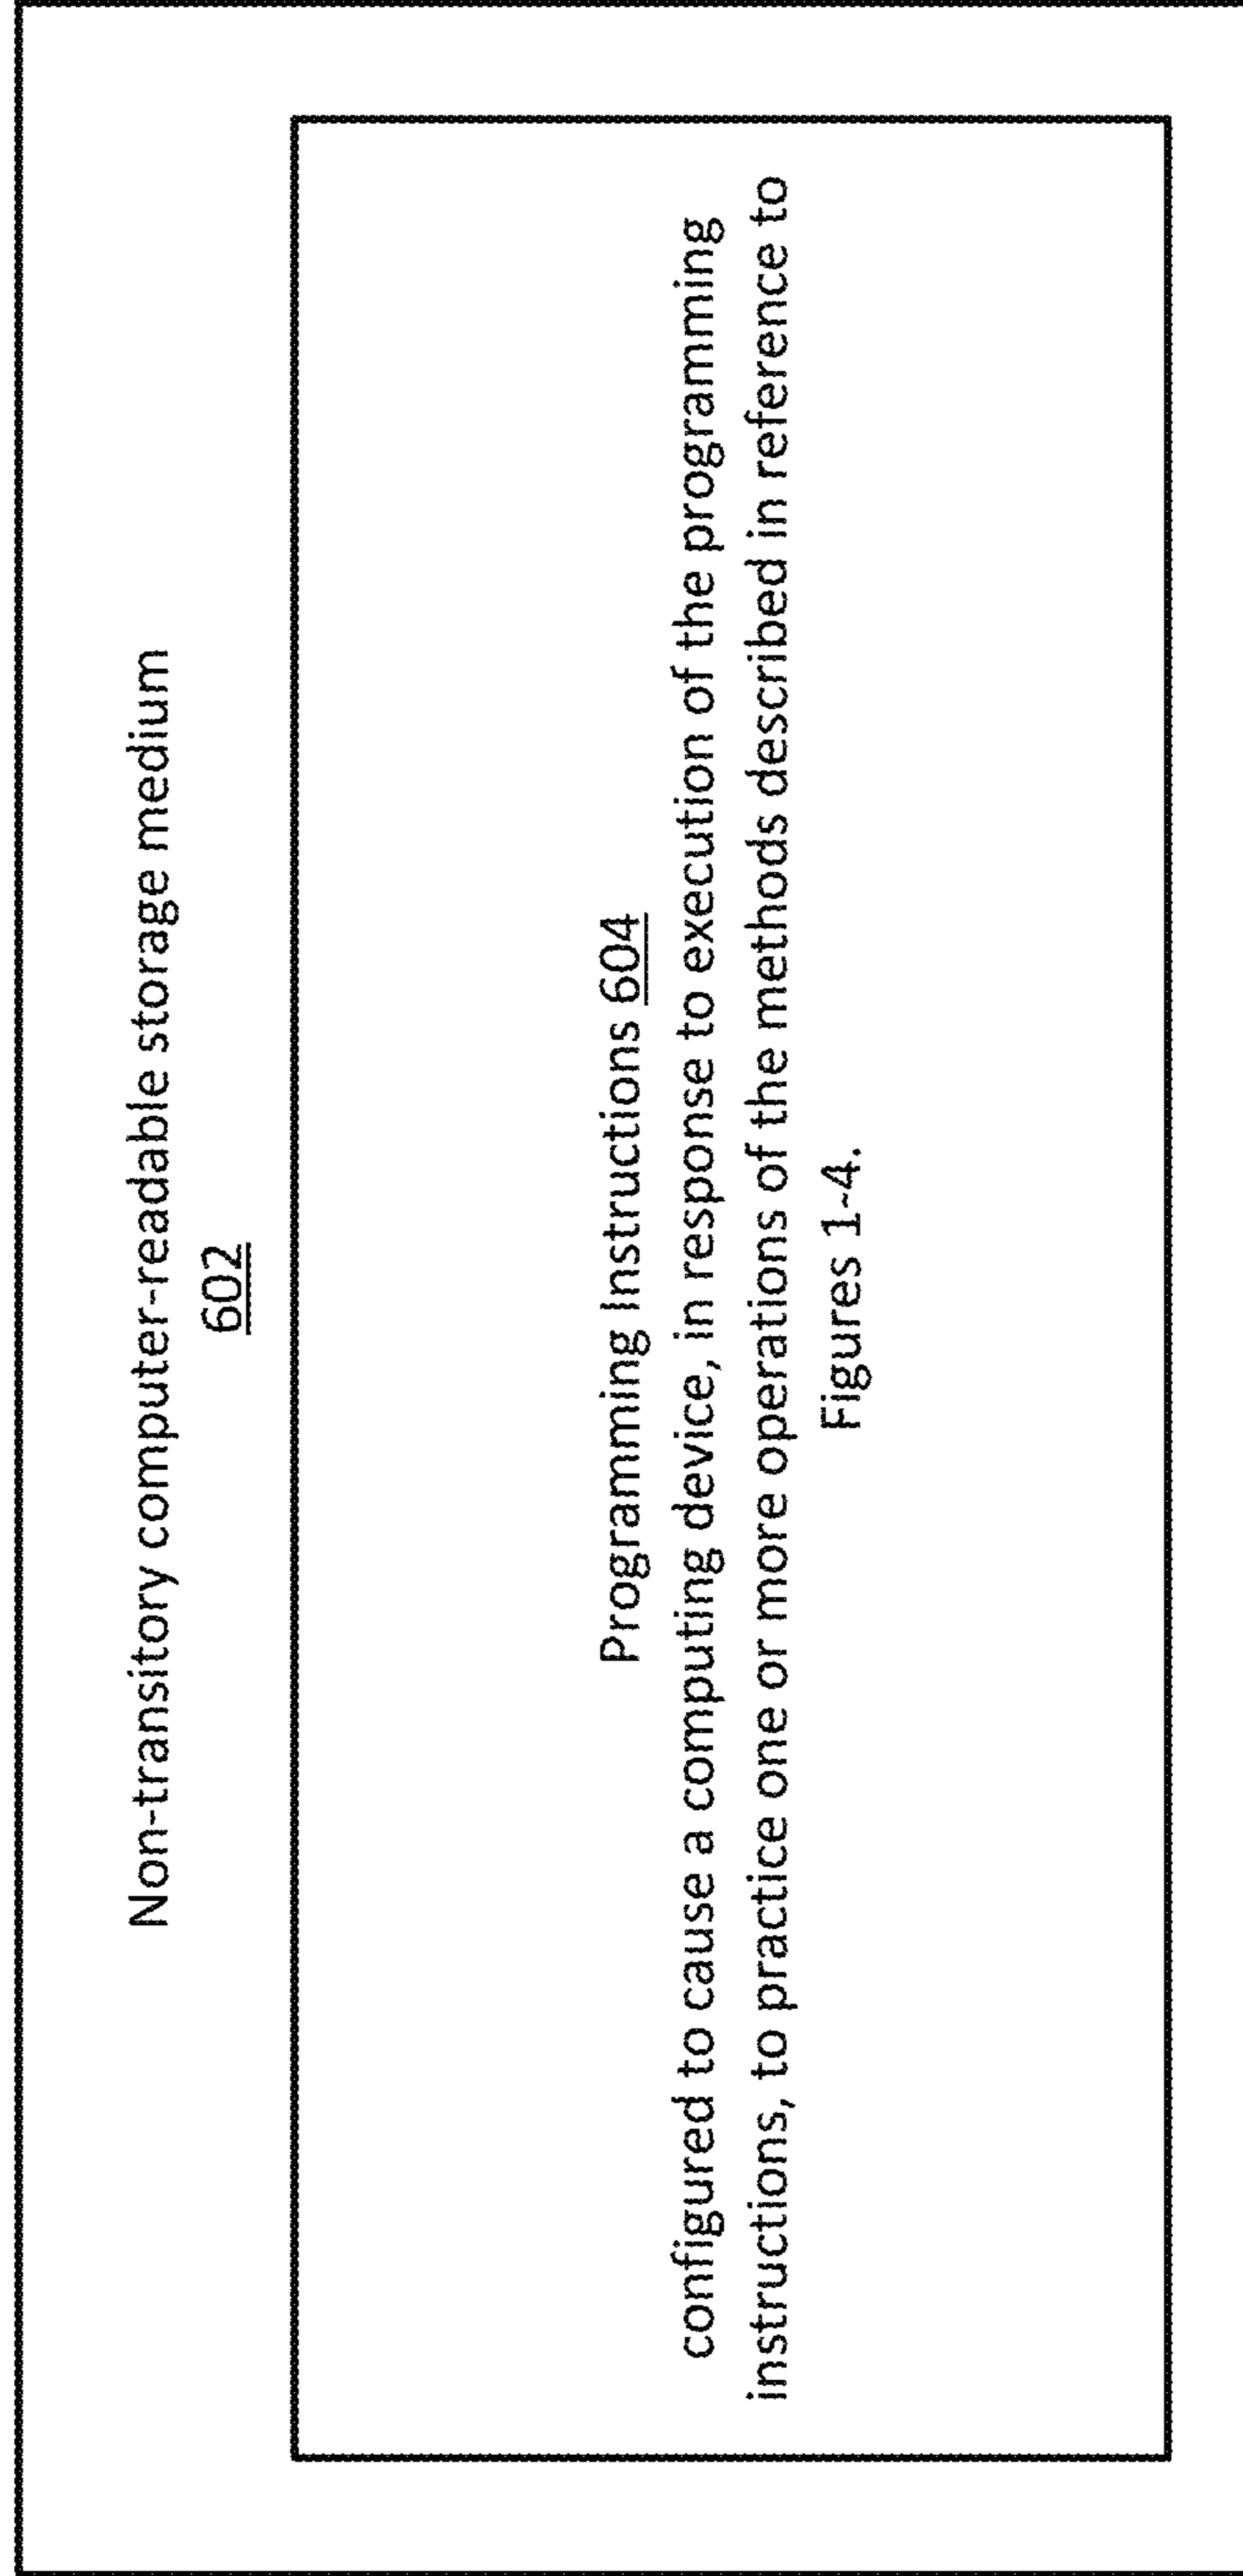 Non-transitory computer-readable storage medium
602
Programming Instructions 604
configured to cause a computing device, in response to execution of the programming
instructions, to practice one or more operations of the methods described in reference to
Figures 1-4.